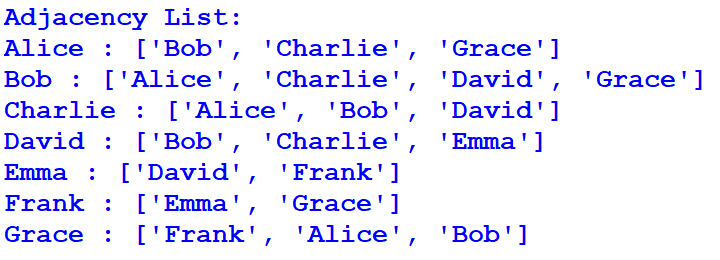 Adjacency List:
Alice : ['Bob', 'Charlie', 'Grace']
Bob : ['Alice', 'Charlie', 'David', 'Grace']
Charlie : ['Alice', 'Bob', 'David']
David : ['Bob', 'Charlie', 'Emma']
Emma : ['David', 'Frank']
Frank : ['Emma', 'Grace']
Grace : ['Frank', 'Alice', 'Bob']